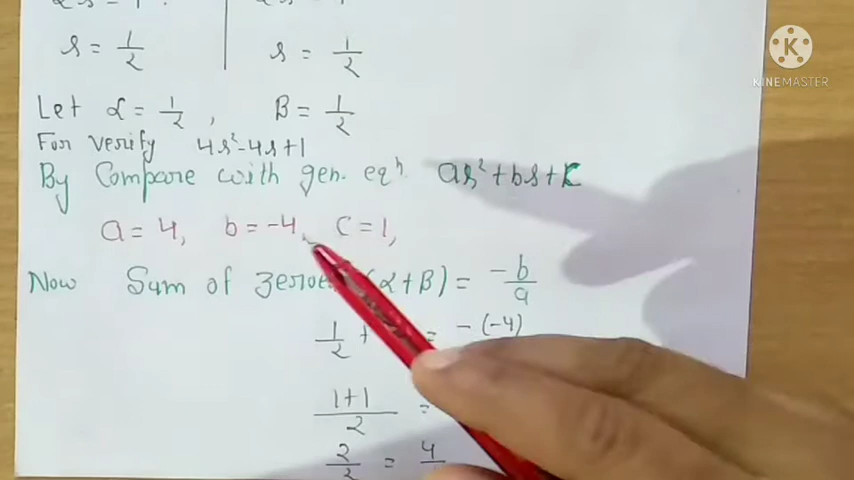 s = 1/2 s = 1/2
Let α = 1/2 , β = 1/2
For verify 4s²-4s+1
By Compare with gen. eqⁿ. as²+bs+c
a = 4, b = -4, c = 1,
Now Sum of zeroes (α+β) = -b/a
1/2 + = -(-4)
1+1/2 =
2/2 = 4/
K
KINEMASTER